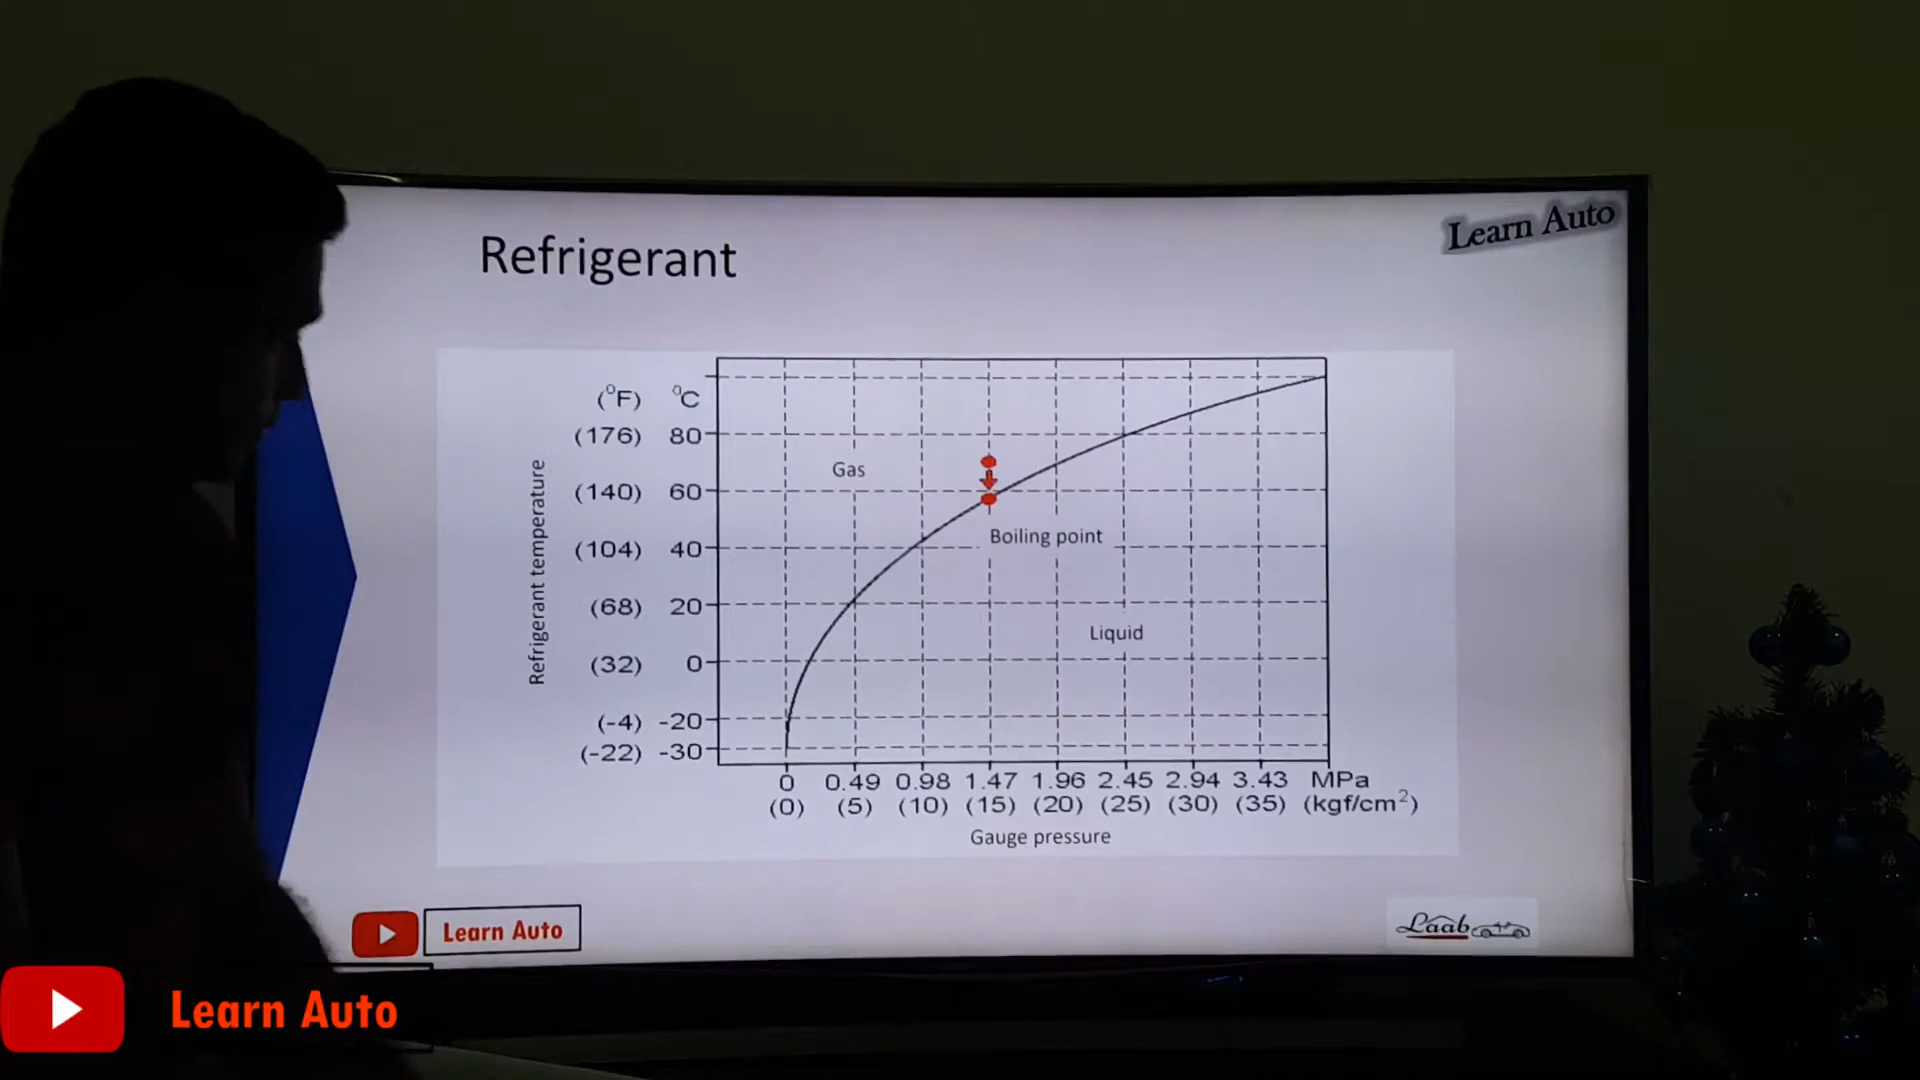 Learn Auto
Refrigerant
(°F) °C
(176) 80
(140) 60
(104) 40
(68) 20
(32) 0
(-4) -20
(-22) -30
Refrigerant temperature
Gas
Boiling point
Liquid
0 0.49 0.98 1.47 1.96 2.45 2.94 3.43 MPa
(0) (5) (10) (15) (20) (25) (30) (35) (kgf/cm²)
Gauge pressure
Learn Auto
Laab
Learn Auto